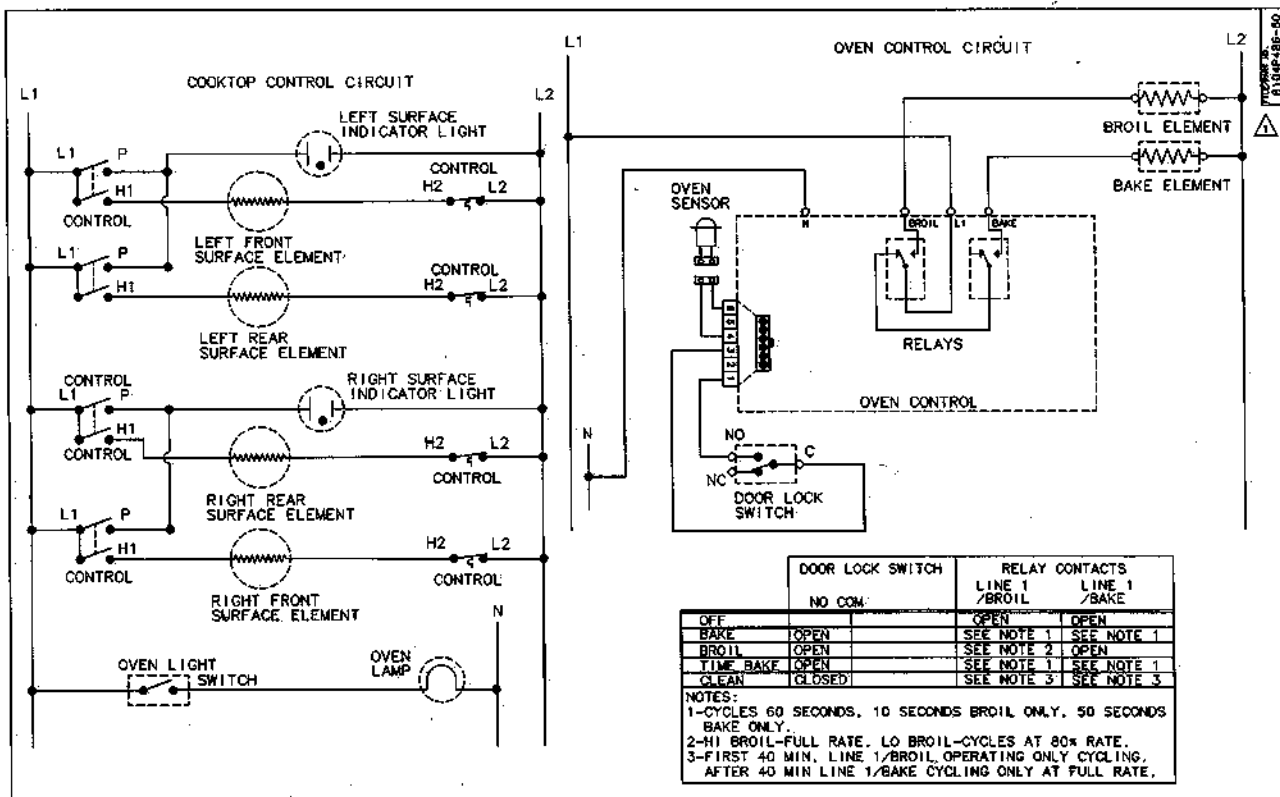 L1
OVEN CONTROL CIRCUIT
L2
COOKTOP CONTROL CIRCUIT
L1
L2
LEFT SURFACE
INDICATOR LIGHT
BROIL ELEMENT
1
L1
P
CONTROL
H1
H2
L2
CONTROL
BAKE ELEMENT
OVEN
SENSOR
N
BROIL
L1
BAKE
LEFT FRONT
SURFACE ELEMENT
L1
P
CONTROL
H1
H2
L2
LEFT REAR
SURFACE ELEMENT
6
5
4
3
2
1
RELAYS
OVEN CONTROL
CONTROL
L1
P
RIGHT SURFACE
INDICATOR LIGHT
H1
CONTROL
H2
L2
CONTROL
N
NO
C
NC
DOOR LOCK
SWITCH
RIGHT REAR
SURFACE ELEMENT
L1
P
H1
CONTROL
H2
L2
CONTROL
RIGHT FRONT
SURFACE ELEMENT
N
OVEN LIGHT
SWITCH
OVEN
LAMP
DOOR LOCK SWITCH RELAY CONTACTS
LINE 1 LINE 1
NO COM /BROIL /BAKE
OFF OPEN OPEN
BAKE OPEN SEE NOTE 1 SEE NOTE 1
BROIL OPEN SEE NOTE 2 OPEN
TIME BAKE OPEN SEE NOTE 1 SEE NOTE 1
CLEAN CLOSED SEE NOTE 3 SEE NOTE 3
NOTES:
1-CYCLES 60 SECONDS, 10 SECONDS BROIL ONLY, 50 SECONDS
BAKE ONLY.
2-HI BROIL-FULL RATE. LO BROIL-CYCLES AT 80% RATE.
3-FIRST 40 MIN, LINE 1/BROIL OPERATING ONLY CYCLING,
AFTER 40 MIN LINE 1/BAKE CYCLING ONLY AT FULL RATE.